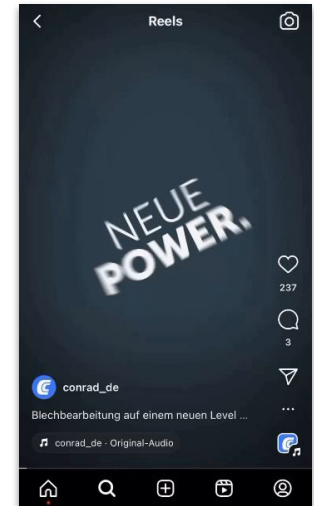 Reels
NEUE
POWER.
237
3
conrad_de
Blechbearbeitung auf einem neuen Level ...
conrad_de · Original-Audio